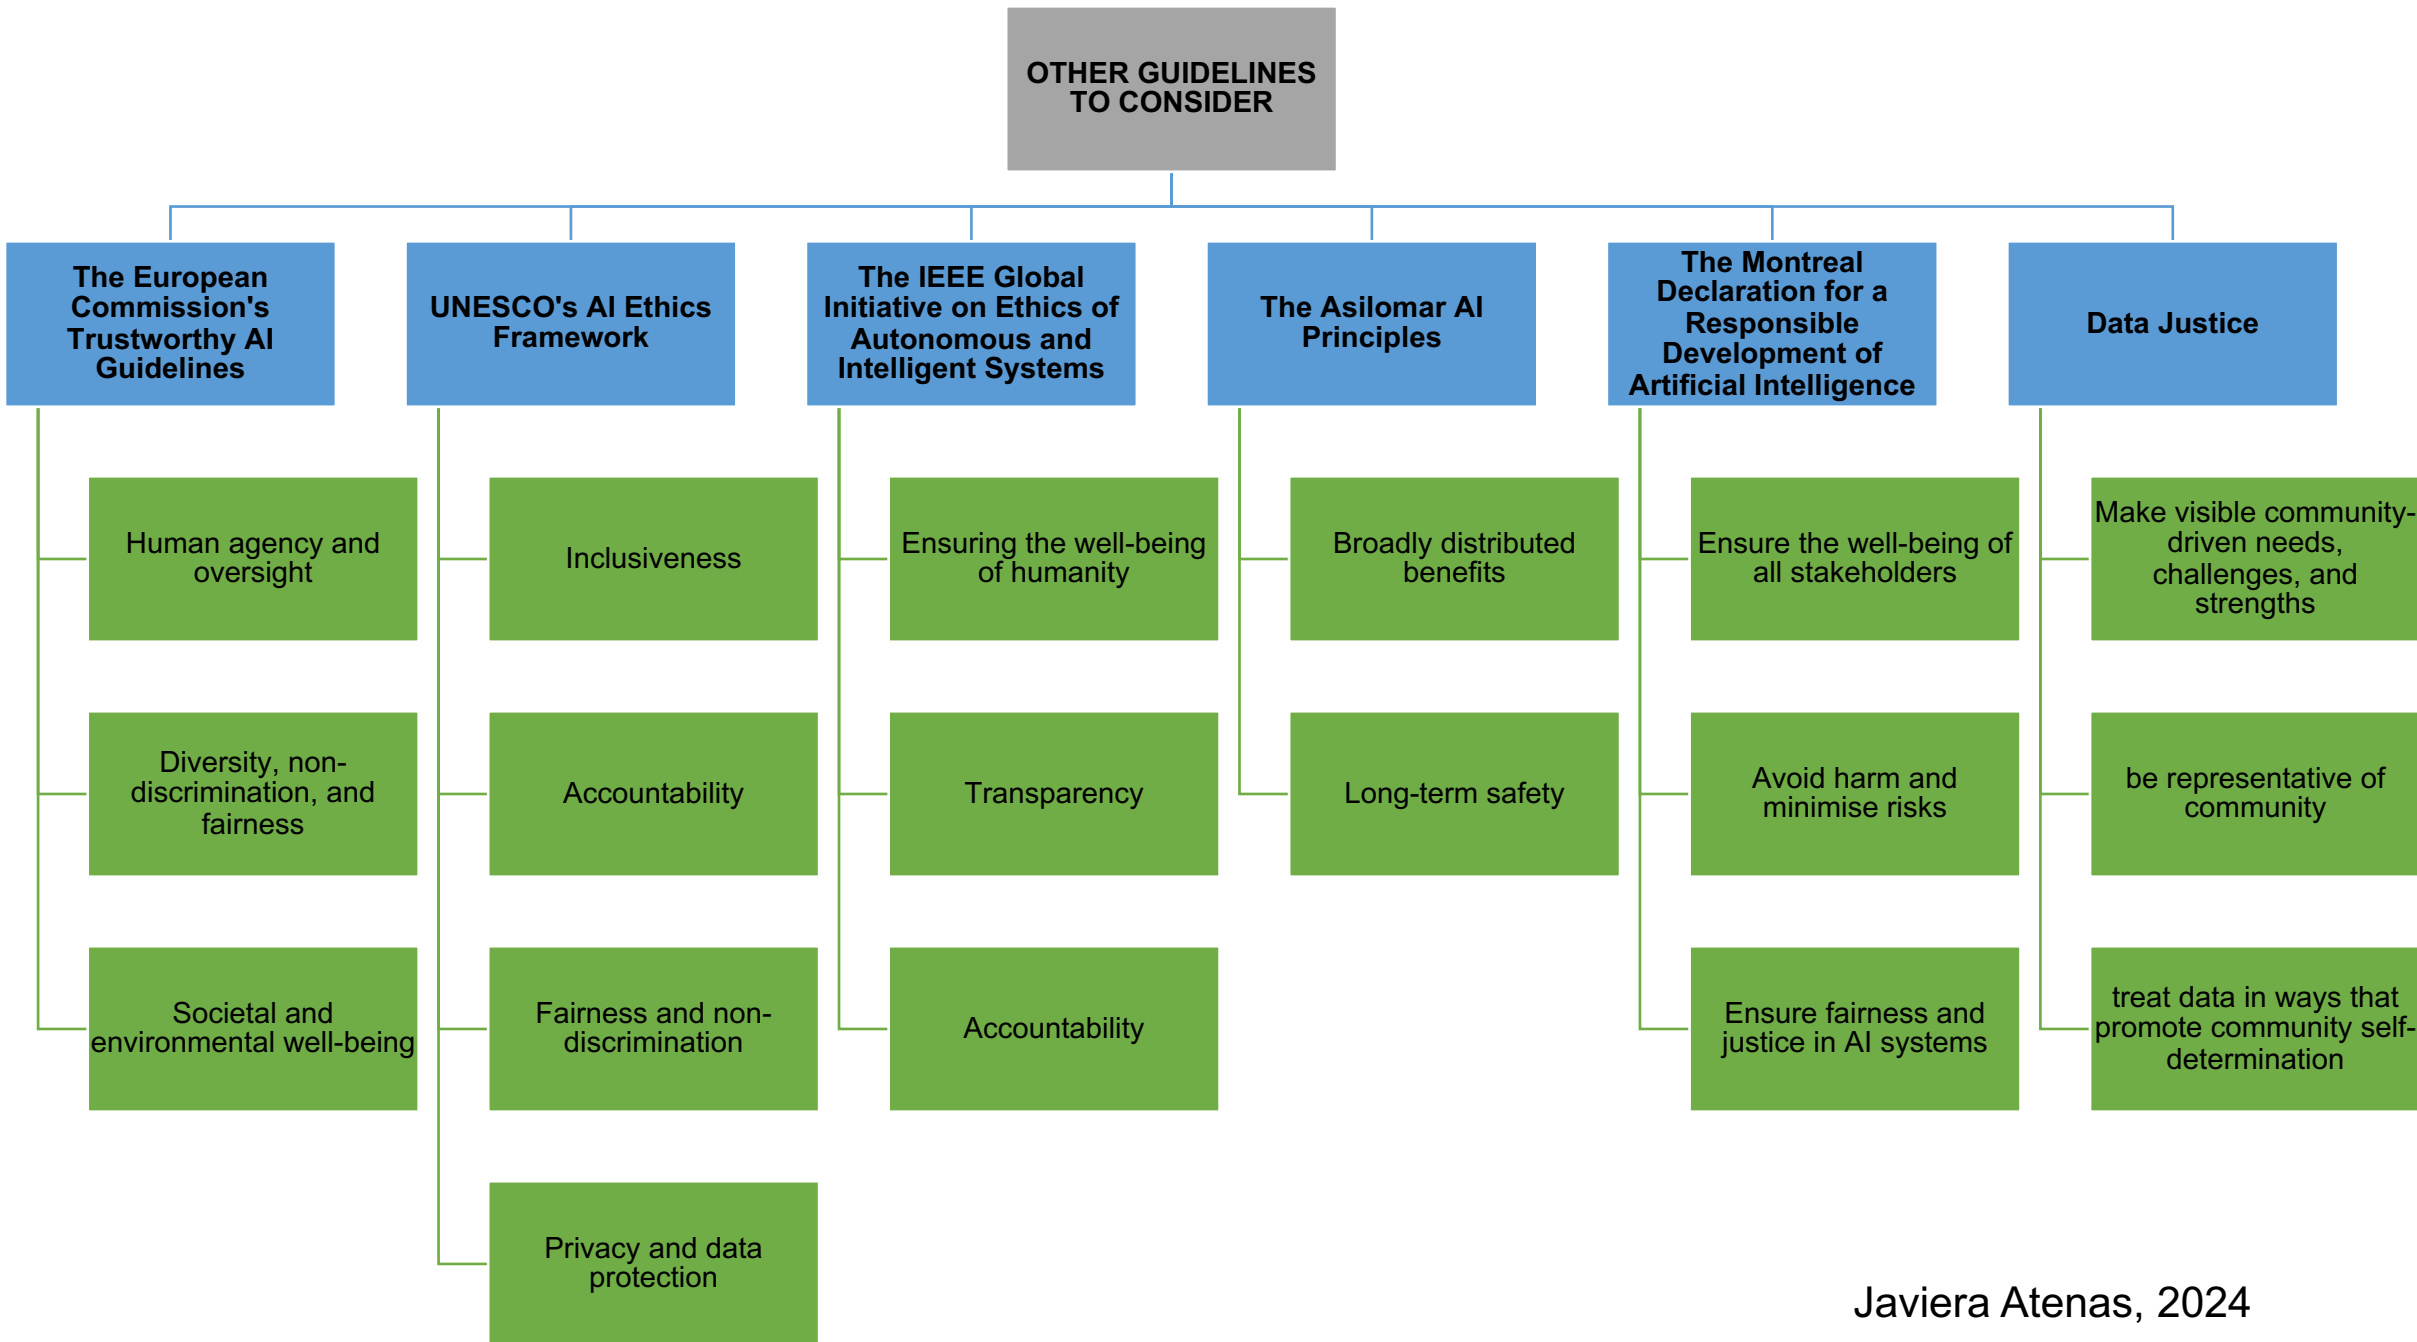 OTHER GUIDELINES
TO CONSIDER
The European
Commission's
Trustworthy AI
Guidelines
Human agency and
oversight
Diversity, non-
discrimination, and
fairness
Societal and
environmental well-being
UNESCO's AI Ethics
Framework
Inclusiveness
Accountability
Fairness and non-
discrimination
Privacy and data
protection
The IEEE Global
Initiative on Ethics of
Autonomous and
Intelligent Systems
Ensuring the well-being
of humanity
Transparency
Accountability
The Asilomar AI
Principles
Broadly distributed
benefits
Long-term safety
The Montreal
Declaration for a
Responsible
Development of
Artificial Intelligence
Ensure the well-being of
all stakeholders
Avoid harm and
minimise risks
Ensure fairness and
justice in AI systems
Data Justice
Make visible community-
driven needs,
challenges, and
strengths
be representative of
community
treat data in ways that
promote community self-
determination
Javiera Atenas, 2024